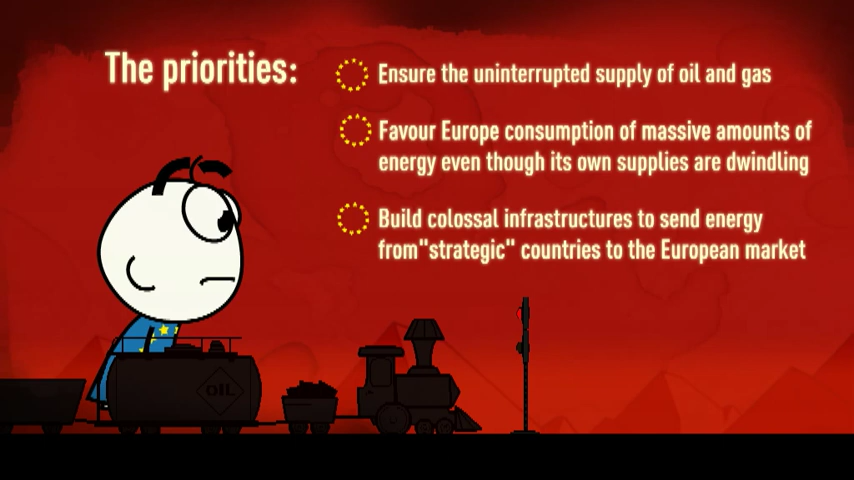 The priorities:
Ensure the uninterrupted supply of oil and gas
Favour Europe consumption of massive amounts of
energy even though its own supplies are dwindling
Build colossal infrastructures to send energy
from"strategic" countries to the European market
OIL